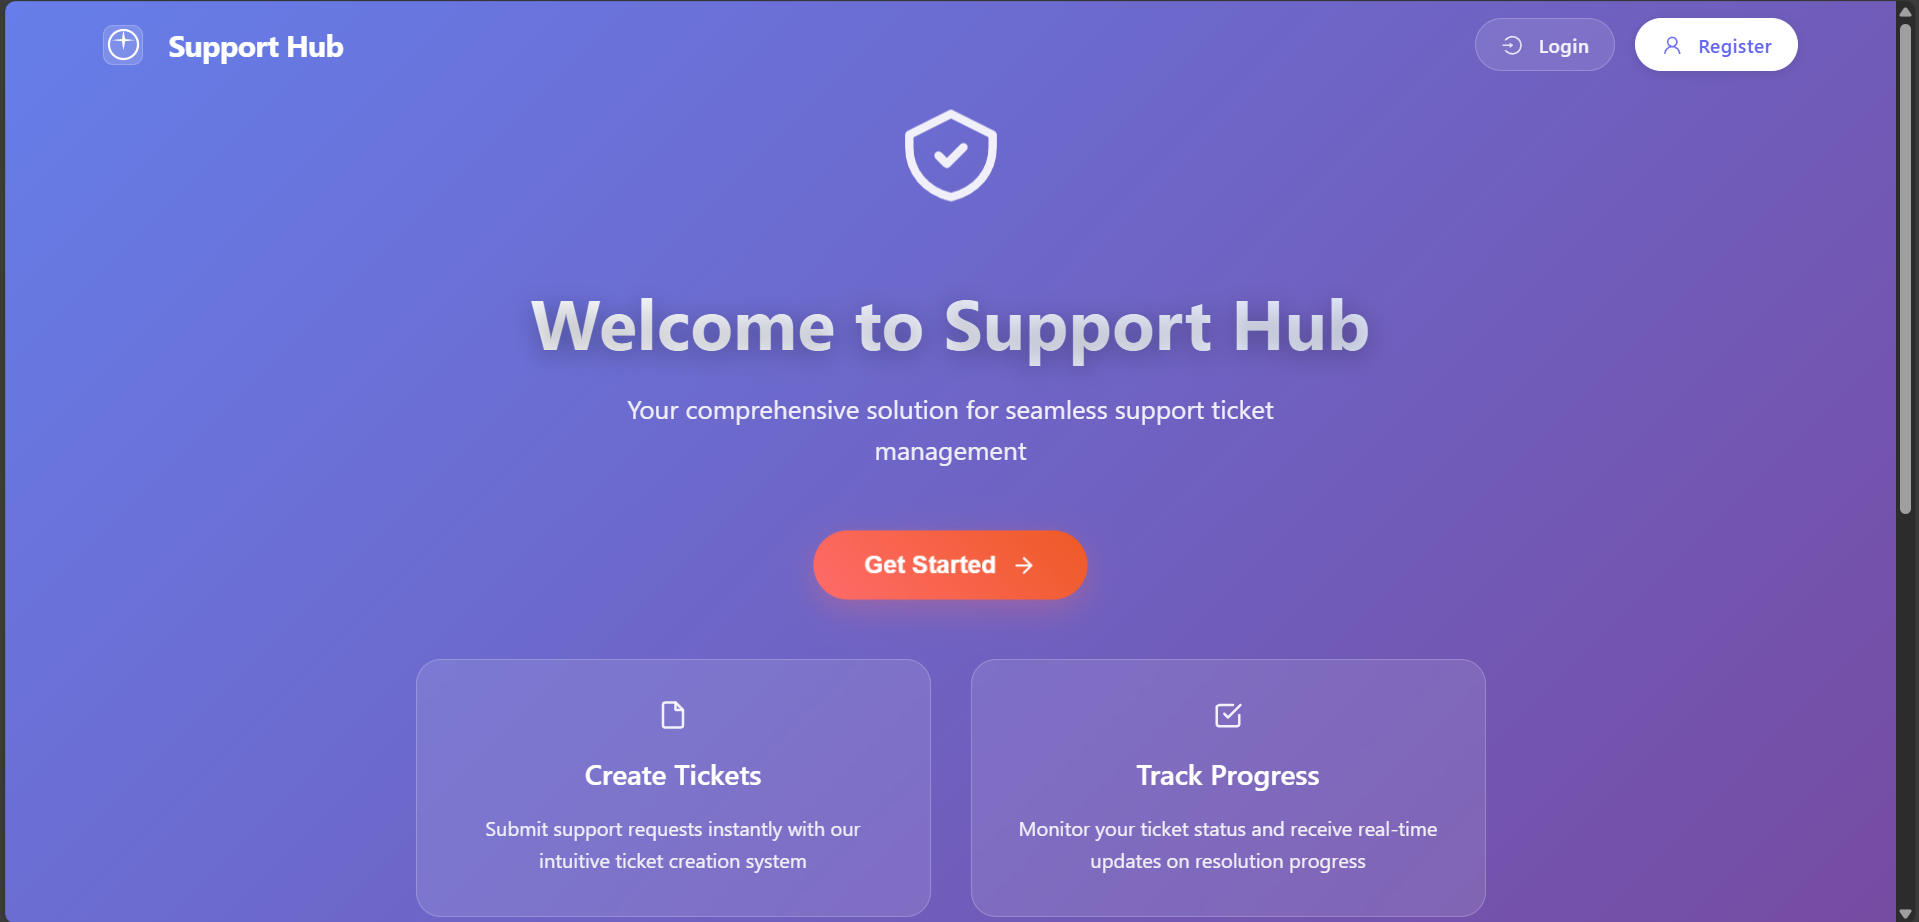 Support Hub
Login
Register
Welcome to Support Hub
Your comprehensive solution for seamless support ticket
management
Get Started
Create Tickets
Submit support requests instantly with our
intuitive ticket creation system
Track Progress
Monitor your ticket status and receive real-time
updates on resolution progress